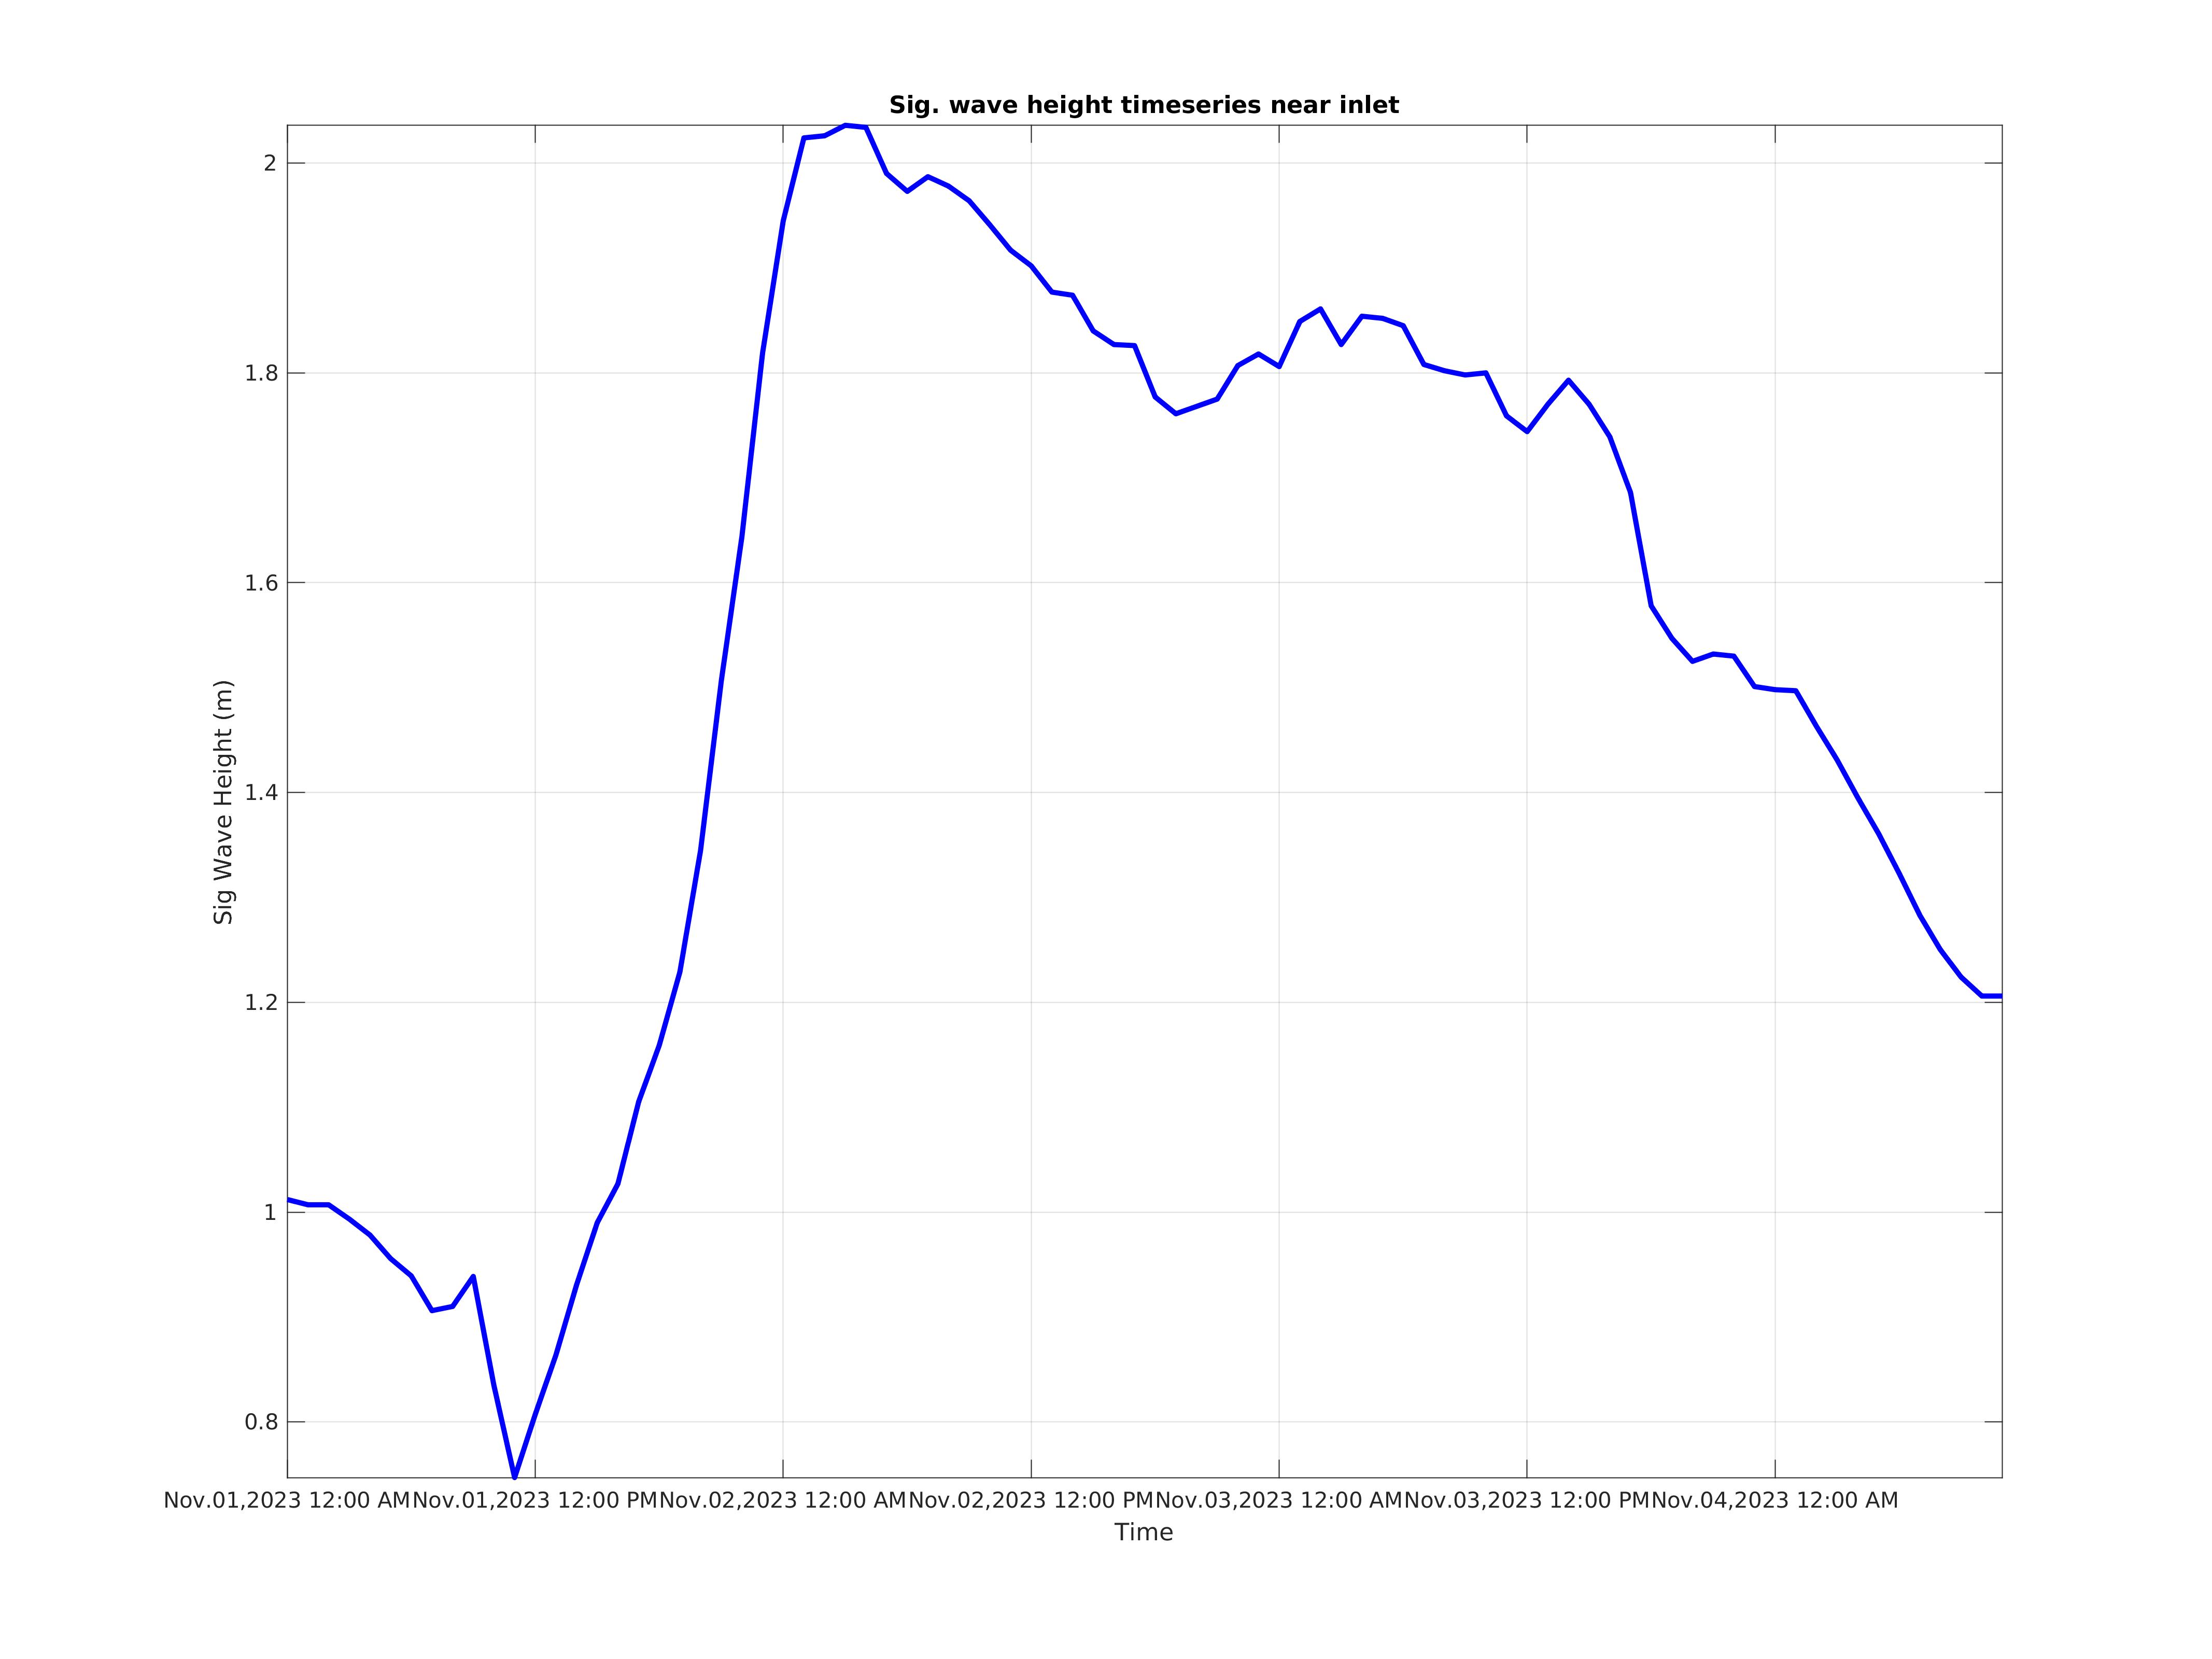 Sig. wave height timeseries near inlet
2
1.8
1.6
1.4
1.2
1
0.8
Sig Wave Height (m)
Nov.01,2023 12:00 AM Nov.01,2023 12:00 PM Nov.02,2023 12:00 AM Nov.02,2023 12:00 PM Nov.03,2023 12:00 AM Nov.03,2023 12:00 PM Nov.04,2023 12:00 AM
Time